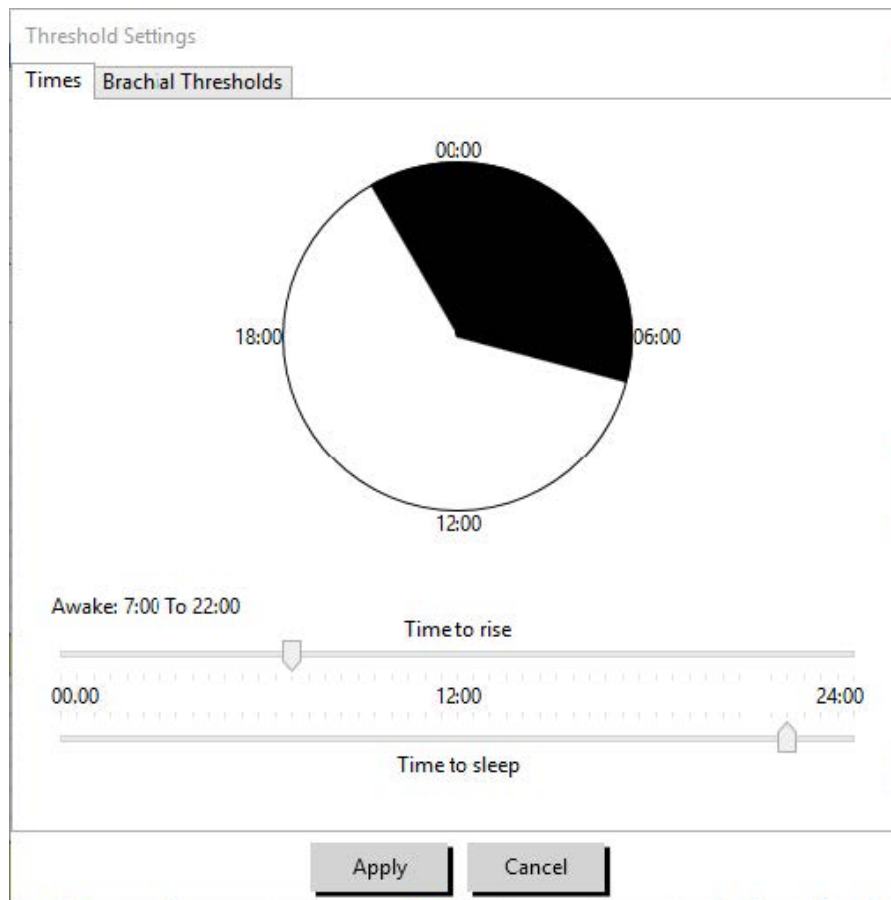 Threshold Settings
Times
Brachial Thresholds
00:00
18:00
06:00
12:00
Awake: 7:00 To 22:00
Time to rise
00.00
12:00
24:00
Time to sleep
Apply
Cancel